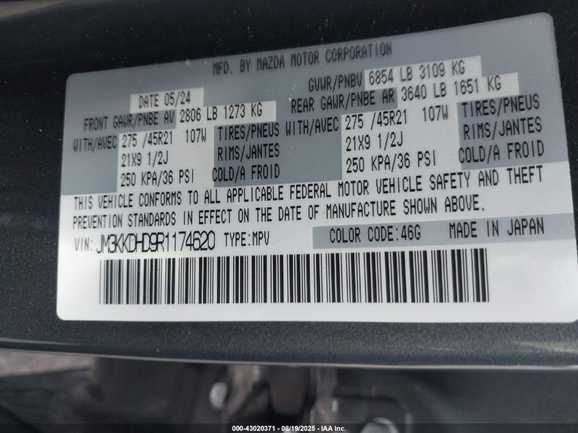 MFD. BY MAZDA MOTOR CORPORATION
DATE 05/24 GVWR/PNBV 6854 LB 3109 KG
FRONT GAWR/PNBE AV 2806 LB 1273 KG REAR GAWR/PNBE AR 3640 LB 1651 KG
WITH/AVEC 275 /45R21 107W TIRES/PNEUS WITH/AVEC 275 /45R21 107W TIRES/PNEUS
21X9 1/2J RIMS/JANTES 21X9 1/2J RIMS/JANTES
250 KPA/36 PSI COLD/A FROID 250 KPA/36 PSI COLD/A FROID
THIS VEHICLE CONFORMS TO ALL APPLICABLE FEDERAL MOTOR VEHICLE SAFETY AND THEFT
PREVENTION STANDARDS IN EFFECT ON THE DATE OF MANUFACTURE SHOWN ABOVE.
VIN: JM3KKDHD9R1174620 TYPE:MPV COLOR CODE:46G MADE IN JAPAN
000-43020371 - 08/19/2025 - IAA Inc.